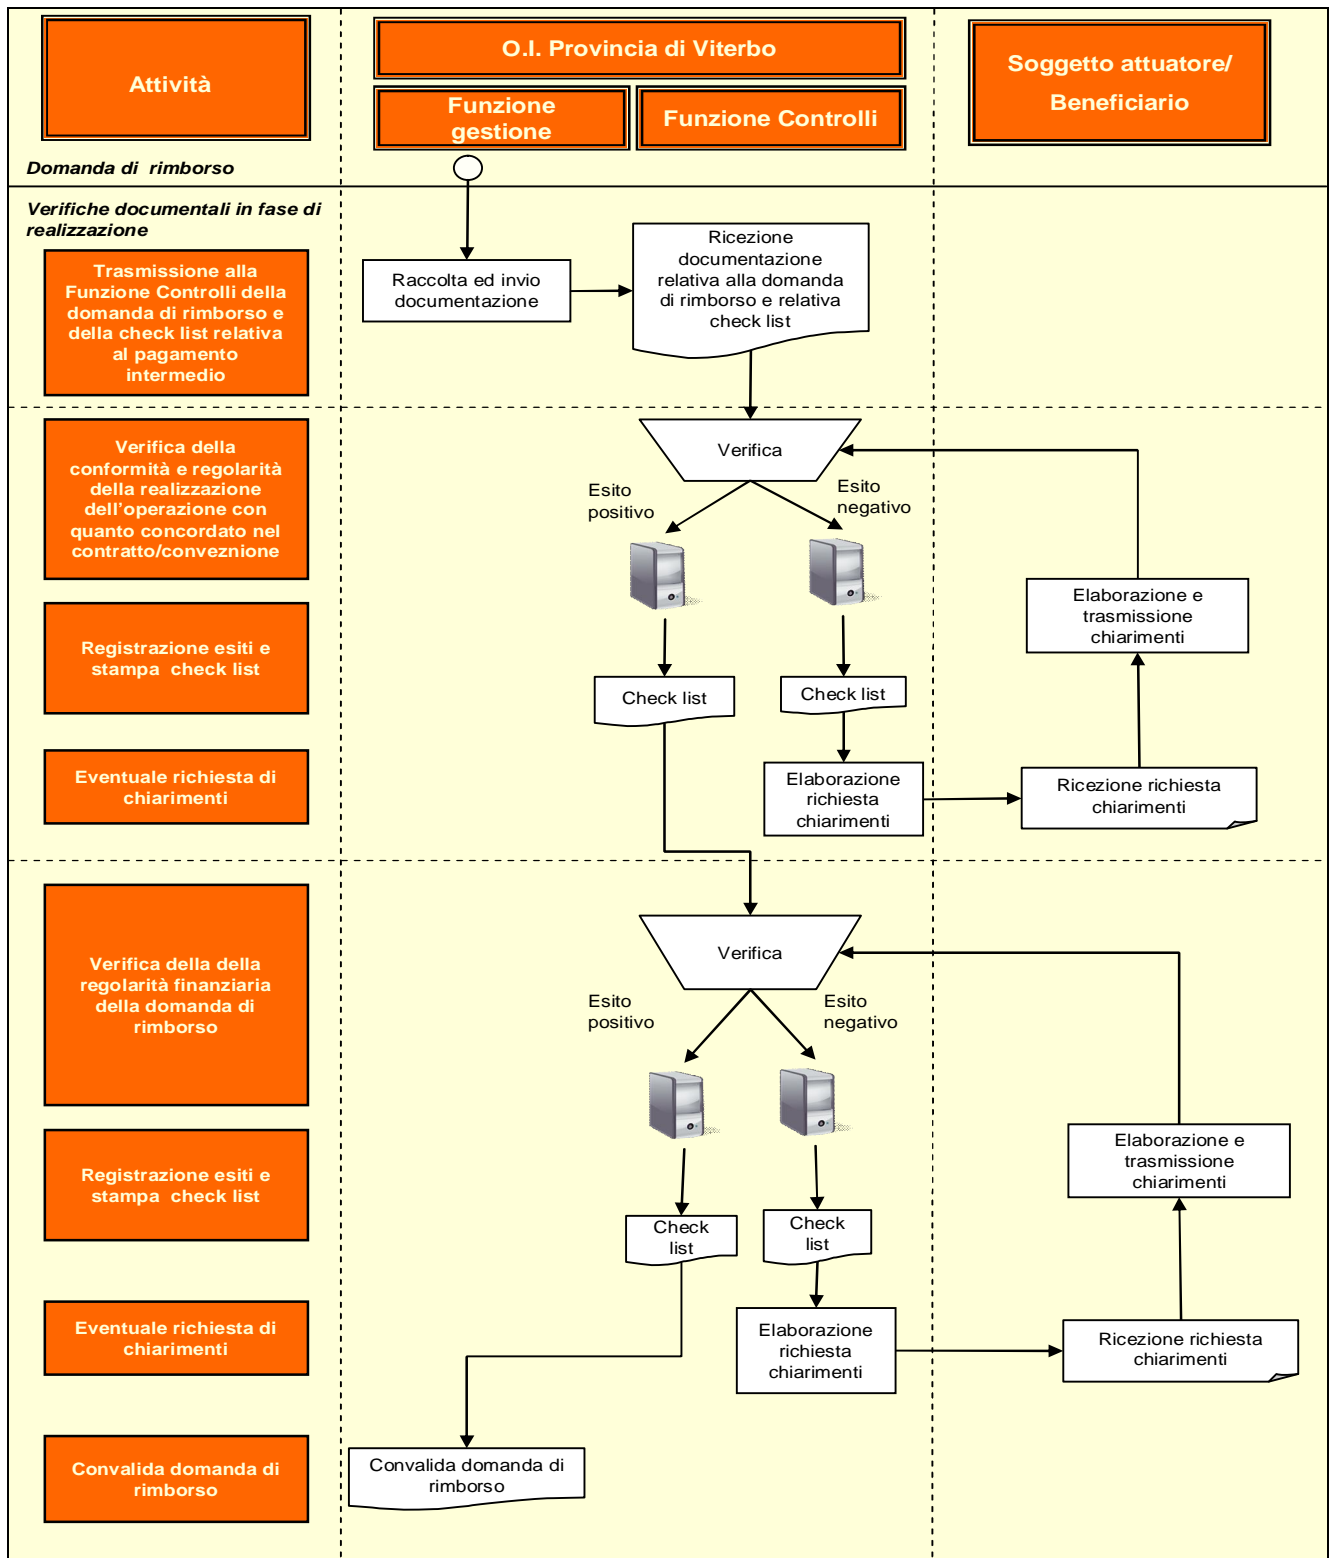 Attività
O.I. Provincia di Viterbo
Funzione
gestione
Funzione Controlli
Soggetto attuatore/
Beneficiario
Domanda di rimborso
Verifiche documentali in fase di
realizzazione
Trasmissione alla
Funzione Controlli della
domanda di rimborso e
della check list relativa
al pagamento
intermedio
Raccolta ed invio
documentazione
Ricezione
documentazione
relativa alla domanda
di rimborso e relativa
check list
Verifica della
conformità e regolarità
della realizzazione
dell'operazione con
quanto concordato nel
contratto/conveznione
Verifica
Esito
positivo
Esito
negativo
Elaborazione e
trasmissione
chiarimenti
Registrazione esiti e
stampa check list
Check list
Check list
Eventuale richiesta di
chiarimenti
Elaborazione
richiesta
chiarimenti
Ricezione richiesta
chiarimenti
Verifica della della
regolarità finanziaria
della domanda di
rimborso
Verifica
Esito
positivo
Esito
negativo
Elaborazione e
trasmissione
chiarimenti
Registrazione esiti e
stampa check list
Check
list
Check
list
Eventuale richiesta di
chiarimenti
Elaborazione
richiesta
chiarimenti
Ricezione richiesta
chiarimenti
Convalida domanda di
rimborso
Convalida domanda di
rimborso